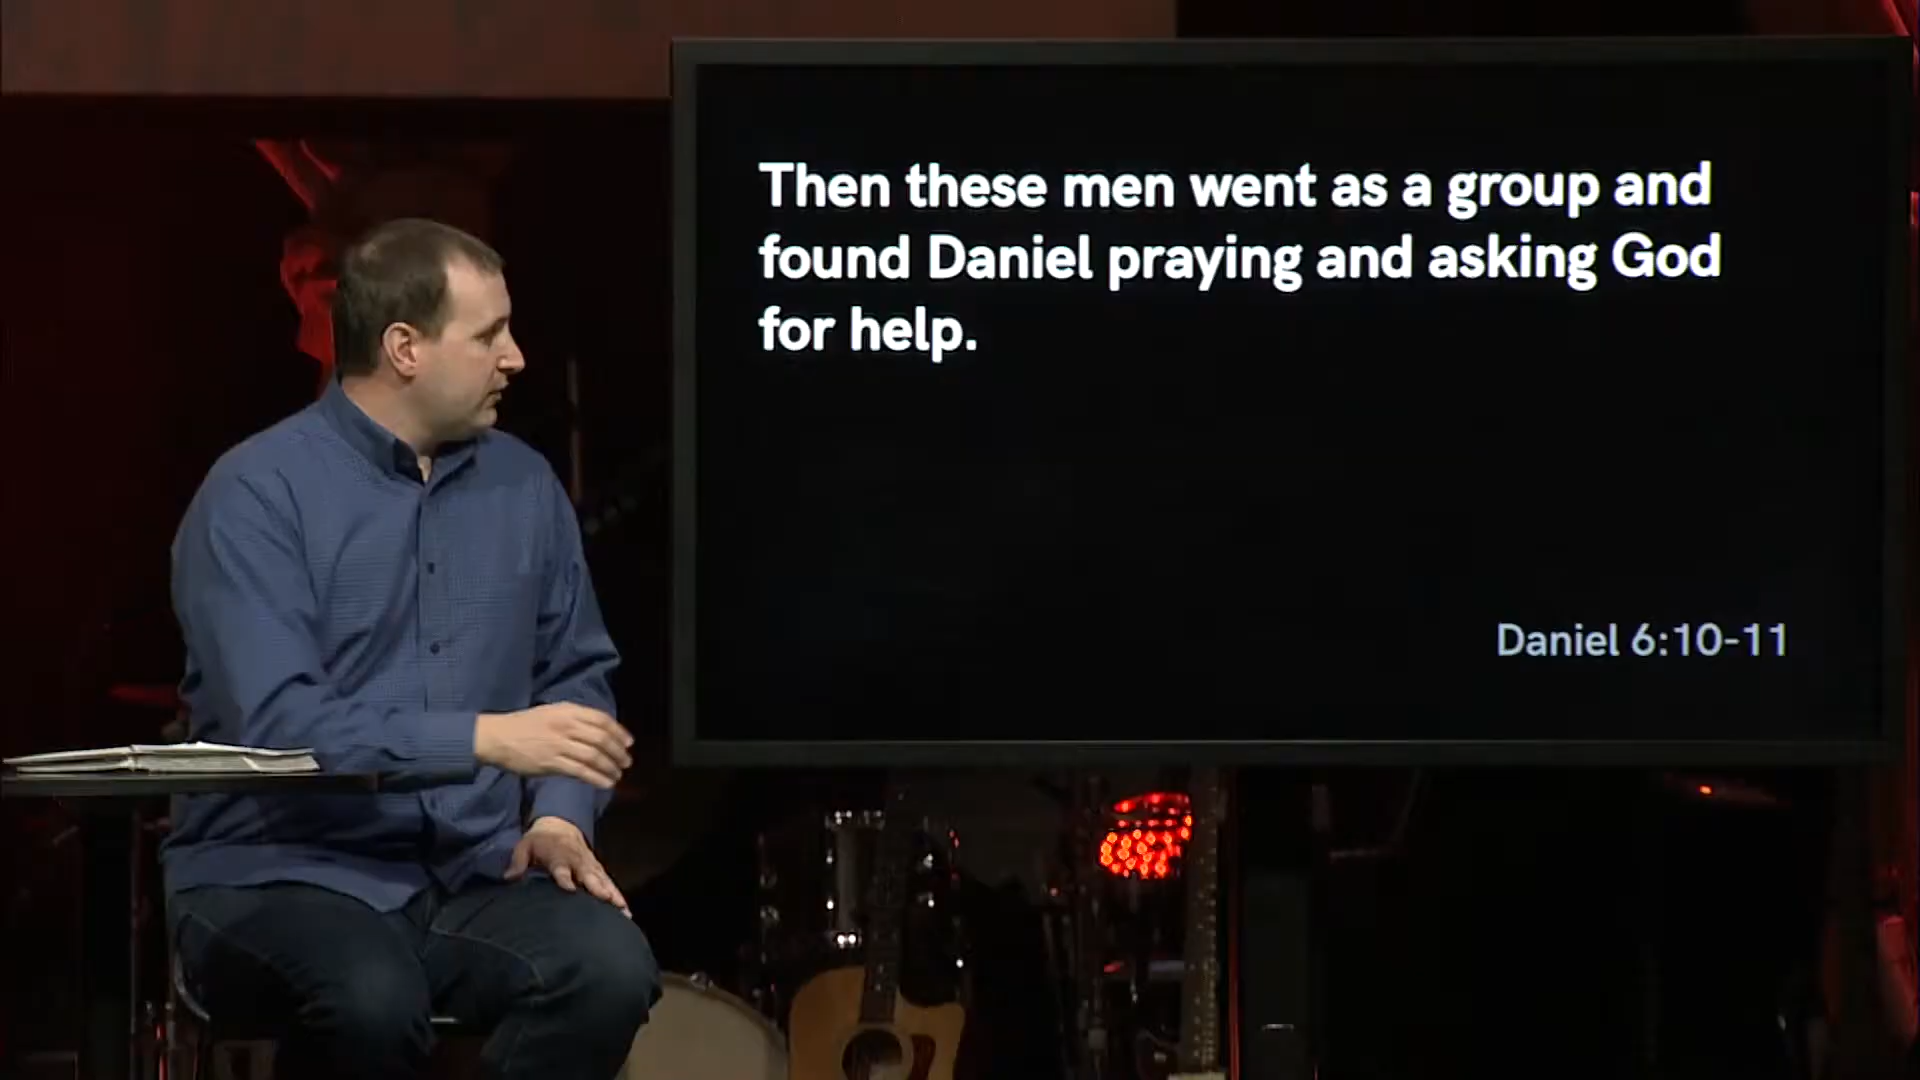 Then these men went as a group and
found Daniel praying and asking God
for help.
Daniel 6:10-11